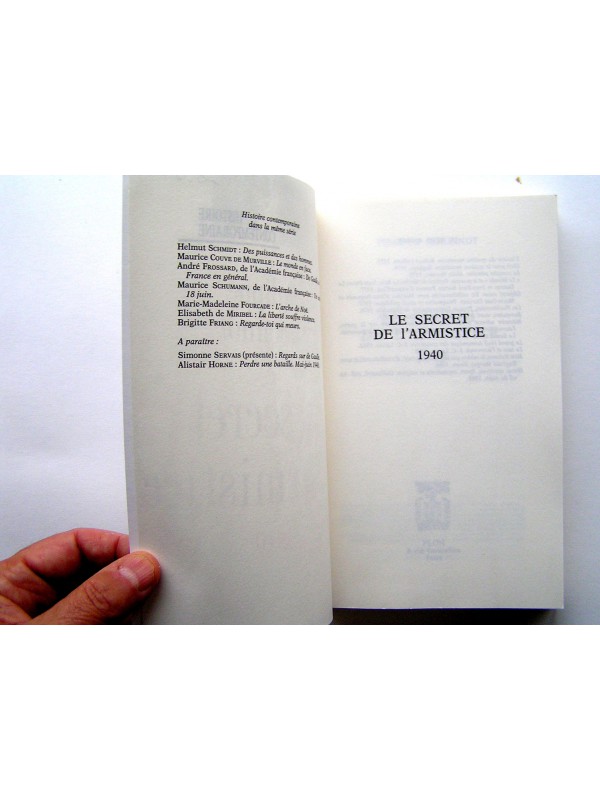 Histoire contemporaine
dans la même série
Helmut SCHMIDT : Des puissances et des hommes.
Maurice COUVE DE MURVILLE : Le monde en face.
André FROSSARD, de l'Académie française : De Gaulle,
France en général.
Maurice SCHUMANN, de l'Académie française : Un
18 juin.
Marie-Madeleine FOURCADE : L'arche de Noé.
Elisabeth de MIRIBEL : La liberté souffre violence.
Brigitte FRIANG : Regarde-toi qui meurs.
A paraître :
Simonne SERVAIS (présente) : Regards sur de Gaulle.
Alistair HORNE : Perdre une bataille. Mai-juin 1940.
LE SECRET
DE L'ARMISTICE
1940